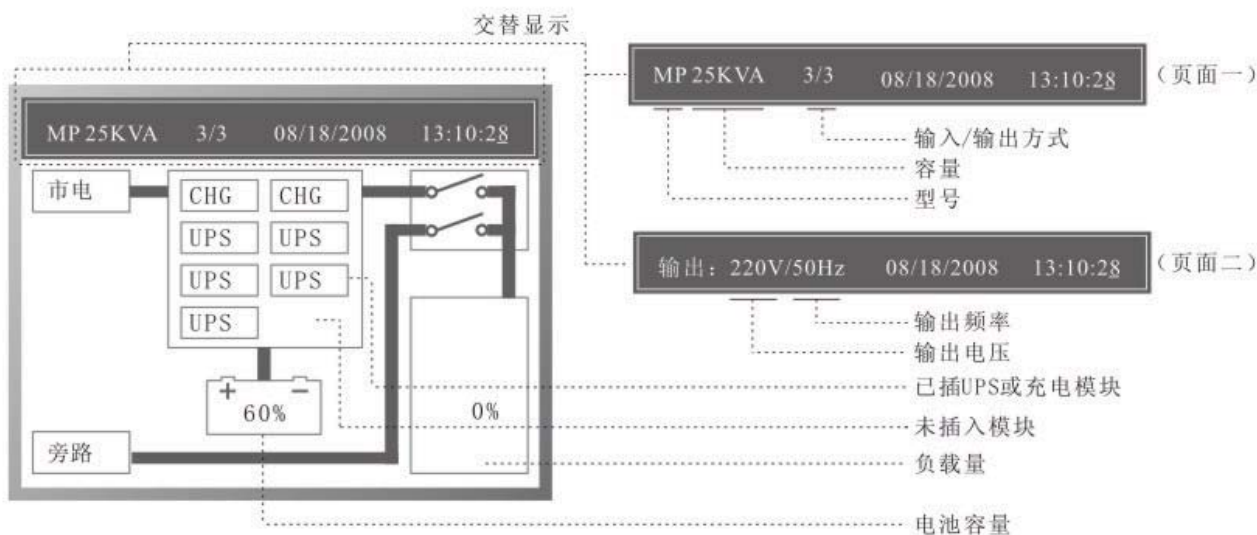 交替显示
MP 25KVA 3/3 08/18/2008 13:10:28
市电
CHG CHG
UPS UPS
UPS UPS
UPS
+ −
60%
0%
旁路
MP 25KVA 3/3 08/18/2008 13:10:28 (页面一)
输入/输出方式
容量
型号
输出: 220V/50Hz 08/18/2008 13:10:28 (页面二)
输出频率
输出电压
已插UPS或充电模块
未插入模块
负载量
电池容量